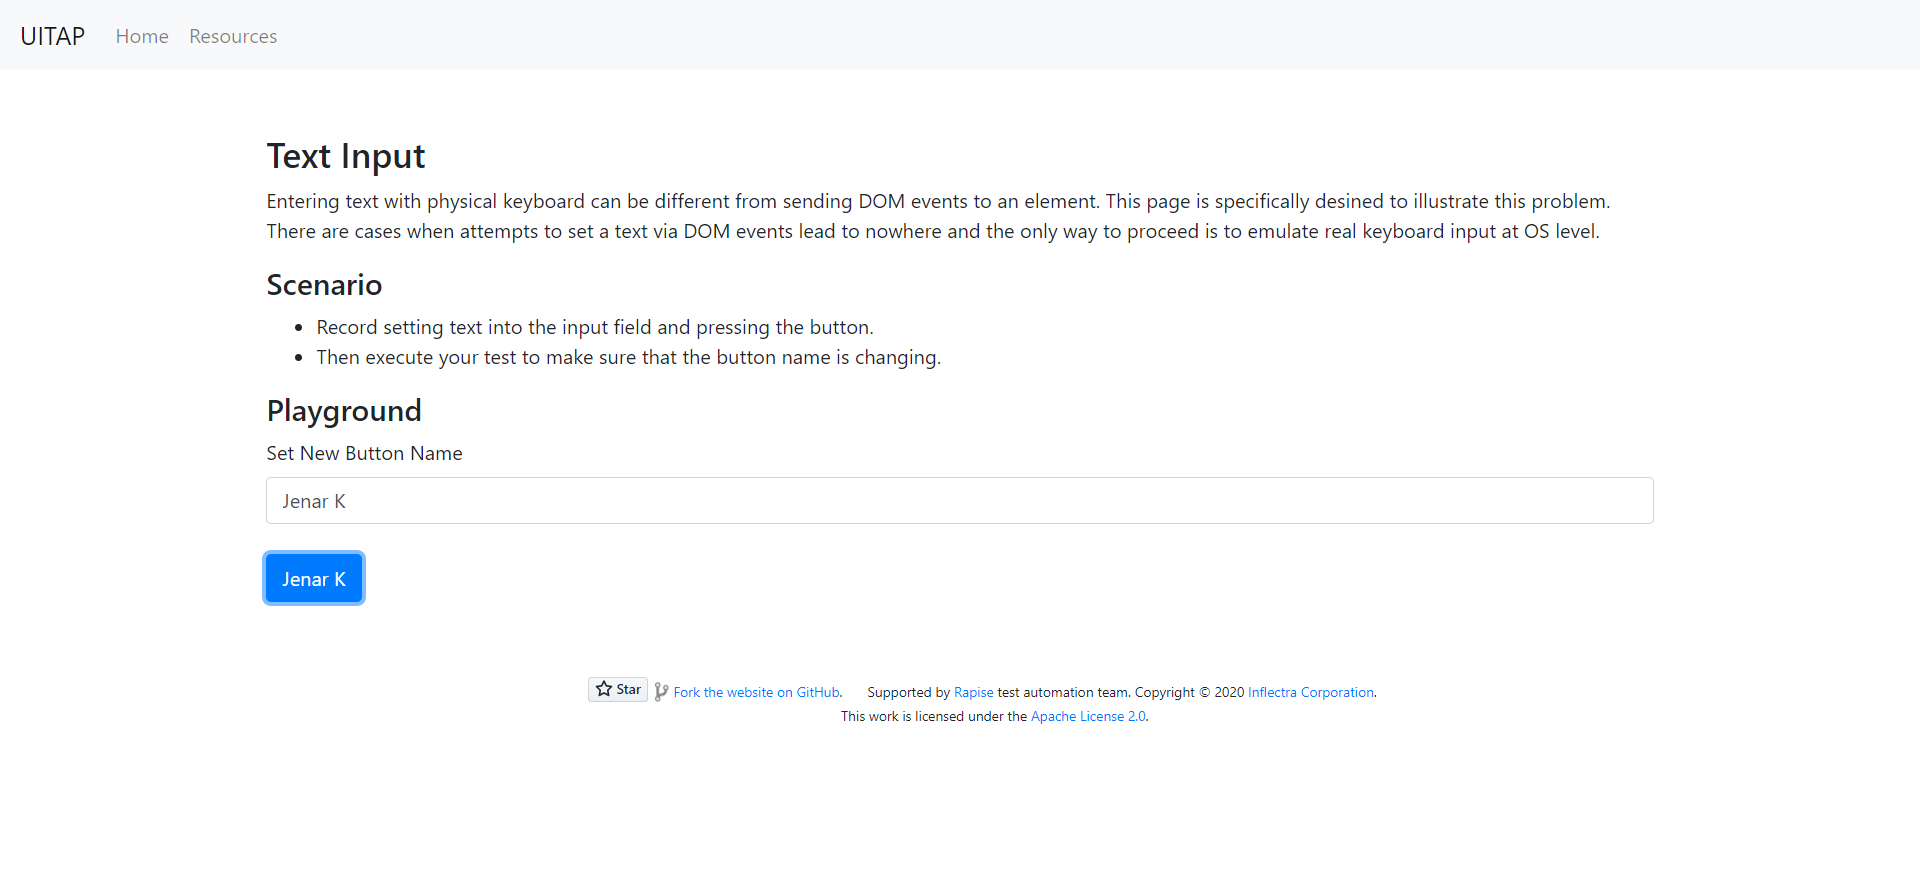 UITAP Home Resources
Text Input
Entering text with physical keyboard can be different from sending DOM events to an element. This page is specifically desined to illustrate this problem.
There are cases when attempts to set a text via DOM events lead to nowhere and the only way to proceed is to emulate real keyboard input at OS level.
Scenario
• Record setting text into the input field and pressing the button.
• Then execute your test to make sure that the button name is changing.
Playground
Set New Button Name
Jenar K
Jenar K
Star Fork the website on GitHub. Supported by Rapise test automation team. Copyright © 2020 Inflectra Corporation.
This work is licensed under the Apache License 2.0.